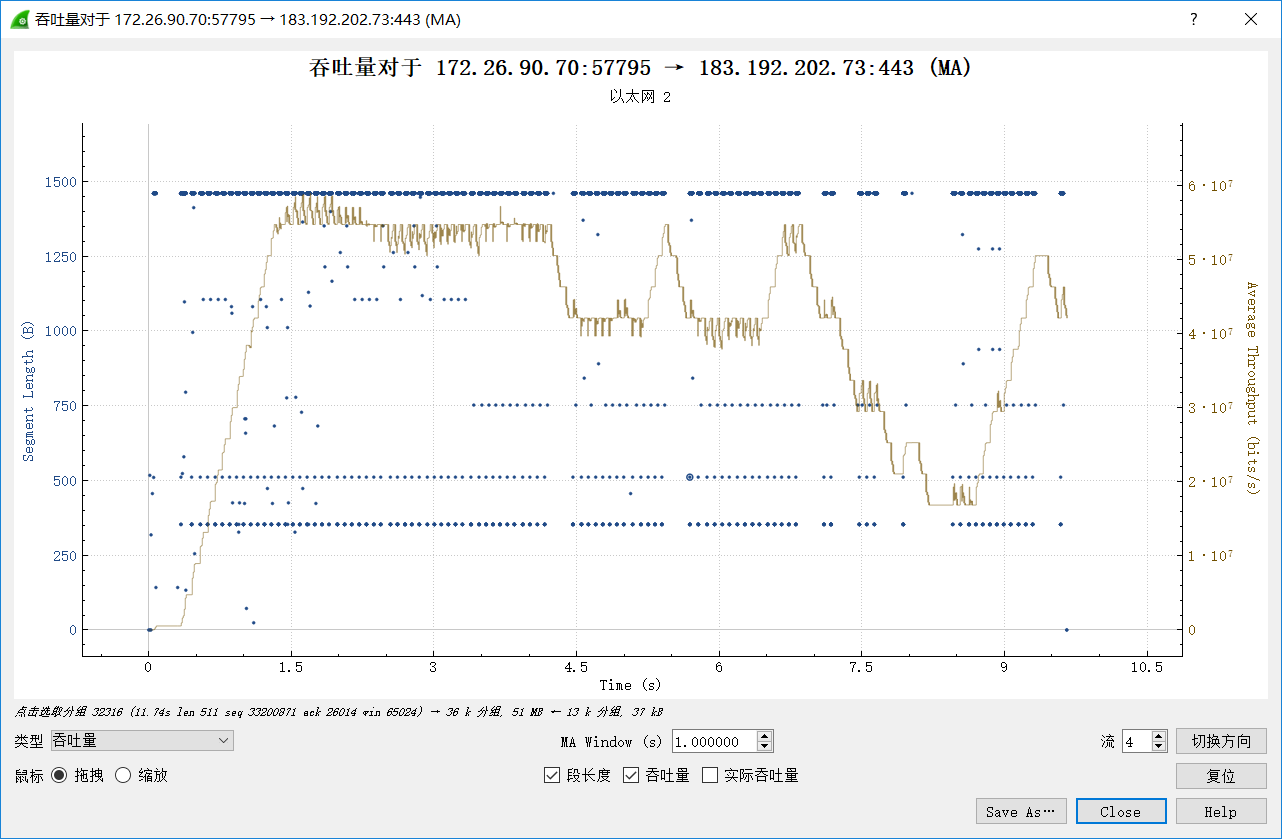 吞吐量对于 172.26.90.70:57795 → 183.192.202.73:443 (MA)
?
吞吐量对于 172.26.90.70:57795 → 183.192.202.73:443 (MA)
以太网 2
Segment Length (B)
1500
1250
1000
750
500
250
0
6·10⁷
5·10⁷
4·10⁷
3·10⁷
2·10⁷
1·10⁷
0
Average Throughput (bits/s)
0 1.5 3 4.5 6 7.5 9 10.5
Time (s)
点击选取分组 32316 (11.74s len 511 seq 33200871 ack 26014 win 65024) → 36 k 分组, 51 MB ← 13 k 分组, 37 kB
类型 吞吐量 MA Window (s) 1.000000 流 4 切换方向
鼠标 拖拽 缩放 段长度 吞吐量 实际吞吐量 复位
Save As… Close Help